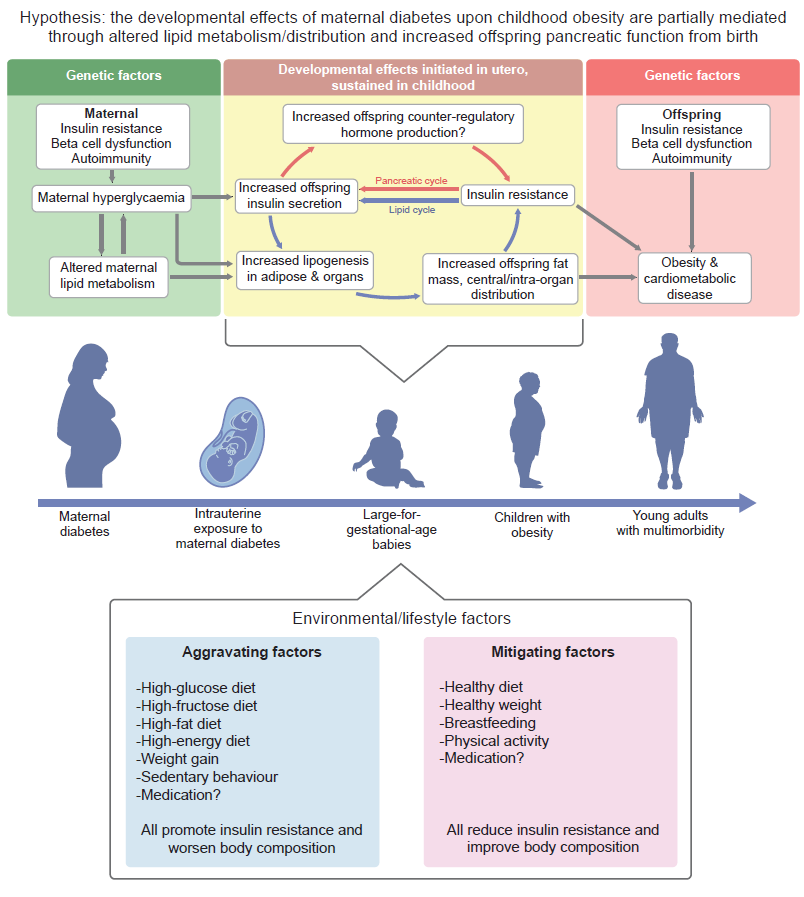 Hypothesis: the developmental effects of maternal diabetes upon childhood obesity are partially mediated
through altered lipid metabolism/distribution and increased offspring pancreatic function from birth
Genetic factors
Developmental effects initiated in utero,
sustained in childhood
Genetic factors
Maternal
Insulin resistance
Beta cell dysfunction
Autoimmunity
Increased offspring counter-regulatory
hormone production?
Offspring
Insulin resistance
Beta cell dysfunction
Autoimmunity
Maternal hyperglycaemia
Increased offspring
insulin secretion
Pancreatic cycle
Lipid cycle
Insulin resistance
Altered maternal
lipid metabolism
Increased lipogenesis
in adipose & organs
Increased offspring fat
mass, central/intra-organ
distribution
Obesity &
cardiometabolic
disease
Maternal
diabetes
Intrauterine
exposure to
maternal diabetes
Large-for-
gestational-age
babies
Children with
obesity
Young adults
with multimorbidity
Environmental/lifestyle factors
Aggravating factors
-High-glucose diet
-High-fructose diet
-High-fat diet
-High-energy diet
-Weight gain
-Sedentary behaviour
-Medication?
All promote insulin resistance and
worsen body composition
Mitigating factors
-Healthy diet
-Healthy weight
-Breastfeeding
-Physical activity
-Medication?
All reduce insulin resistance and
improve body composition